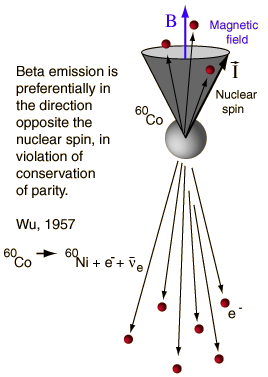 B
Magnetic
field
Beta emission is
preferentially in
the direction
opposite the
nuclear spin, in
violation of
conservation
of parity.
I⃗
Nuclear
spin
⁶⁰Co
Wu, 1957
⁶⁰Co → ⁶⁰Ni + e⁻ + ν̅ₑ
e⁻